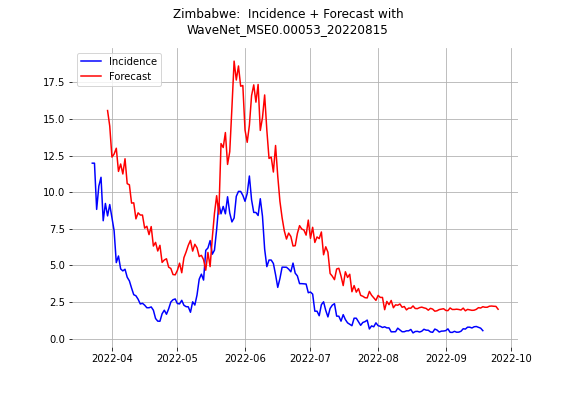 Zimbabwe:  Incidence + Forecast with
WaveNet_MSE0.00053_20220815
Incidence
Forecast
17.5
15.0
12.5
10.0
7.5
5.0
2.5
0.0
2022-04 2022-05 2022-06 2022-07 2022-08 2022-09 2022-10